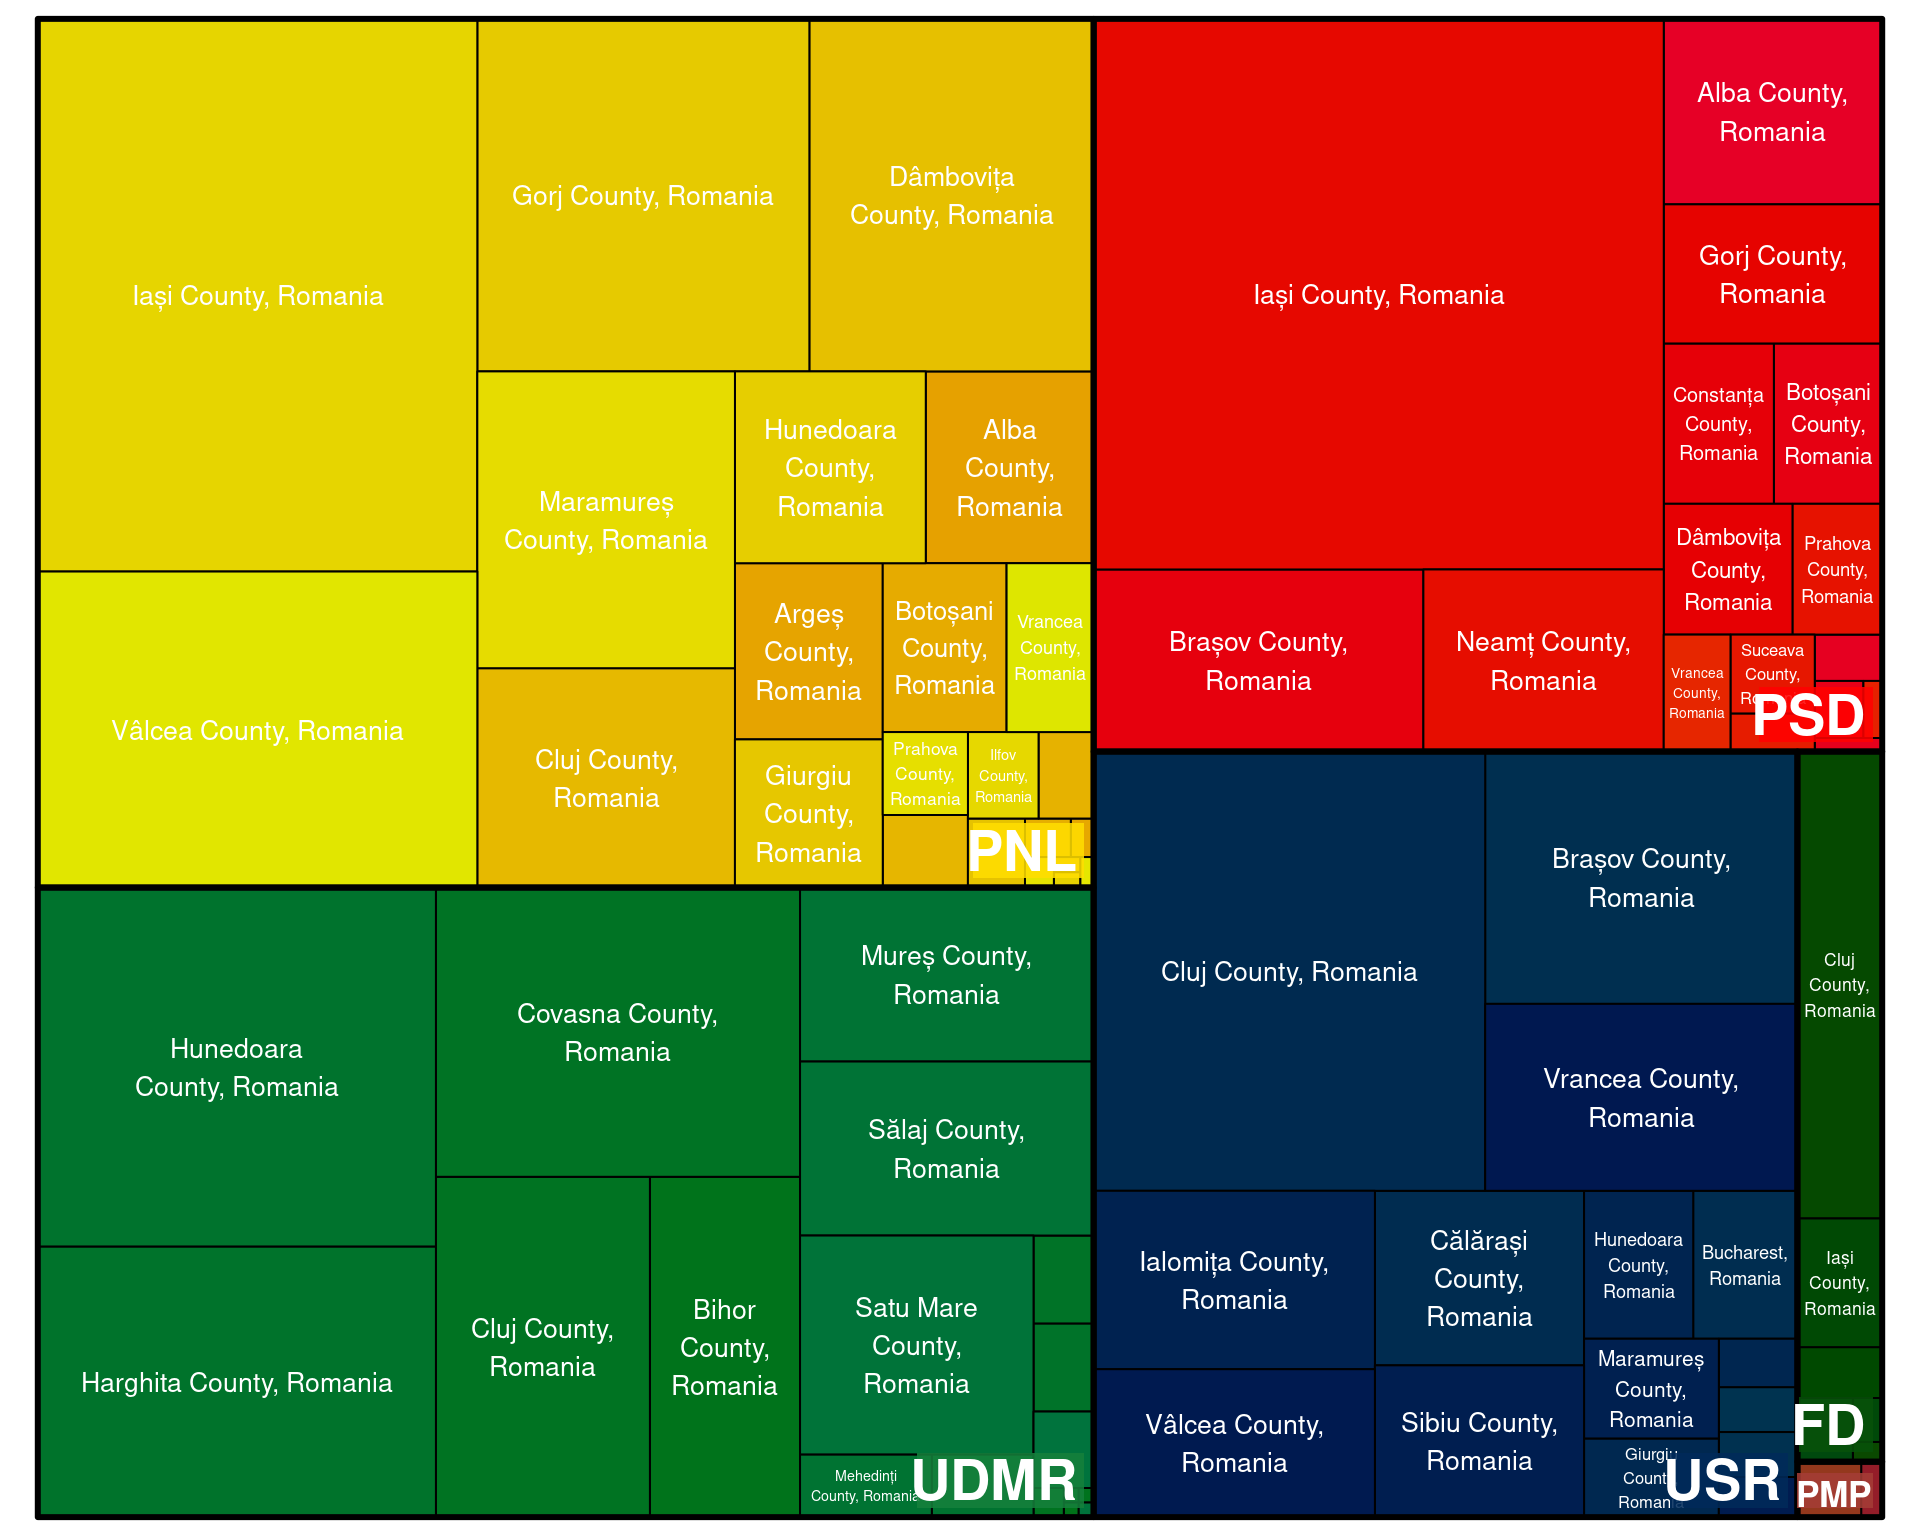 Iași County, Romania
Gorj County, Romania
Dâmbovița
County, Romania
Vâlcea County, Romania
Maramureș
County, Romania
Hunedoara
County,
Romania
Alba
County,
Romania
Cluj County,
Romania
Argeș
County,
Romania
Botoșani
County,
Romania
Vrancea
County,
Romania
Giurgiu
County,
Romania
Prahova
County,
Romania
Ilfov
County,
Romania
PNL
Iași County, Romania
Alba County,
Romania
Gorj County,
Romania
Constanța
County,
Romania
Botoșani
County,
Romania
Dâmbovița
County,
Romania
Prahova
County,
Romania
Brașov County,
Romania
Neamț County,
Romania
Vrancea
County,
Romania
Suceava
County,
PSD
Hunedoara
County, Romania
Harghita County, Romania
Covasna County,
Romania
Cluj County,
Romania
Bihor
County,
Romania
Mureș County,
Romania
Sălaj County,
Romania
Satu Mare
County,
Romania
Mehedinți
County, Romania
UDMR
Cluj County, Romania
Brașov County,
Romania
Vrancea County,
Romania
Ialomița County,
Romania
Vâlcea County,
Romania
Călărași
County,
Romania
Sibiu County,
Romania
Hunedoara
County,
Romania
Bucharest,
Romania
Maramureș
County,
Romania
Giurgiu
County,
Romania
USR
Cluj
County,
Romania
Iași
County,
Romania
FD
PMP